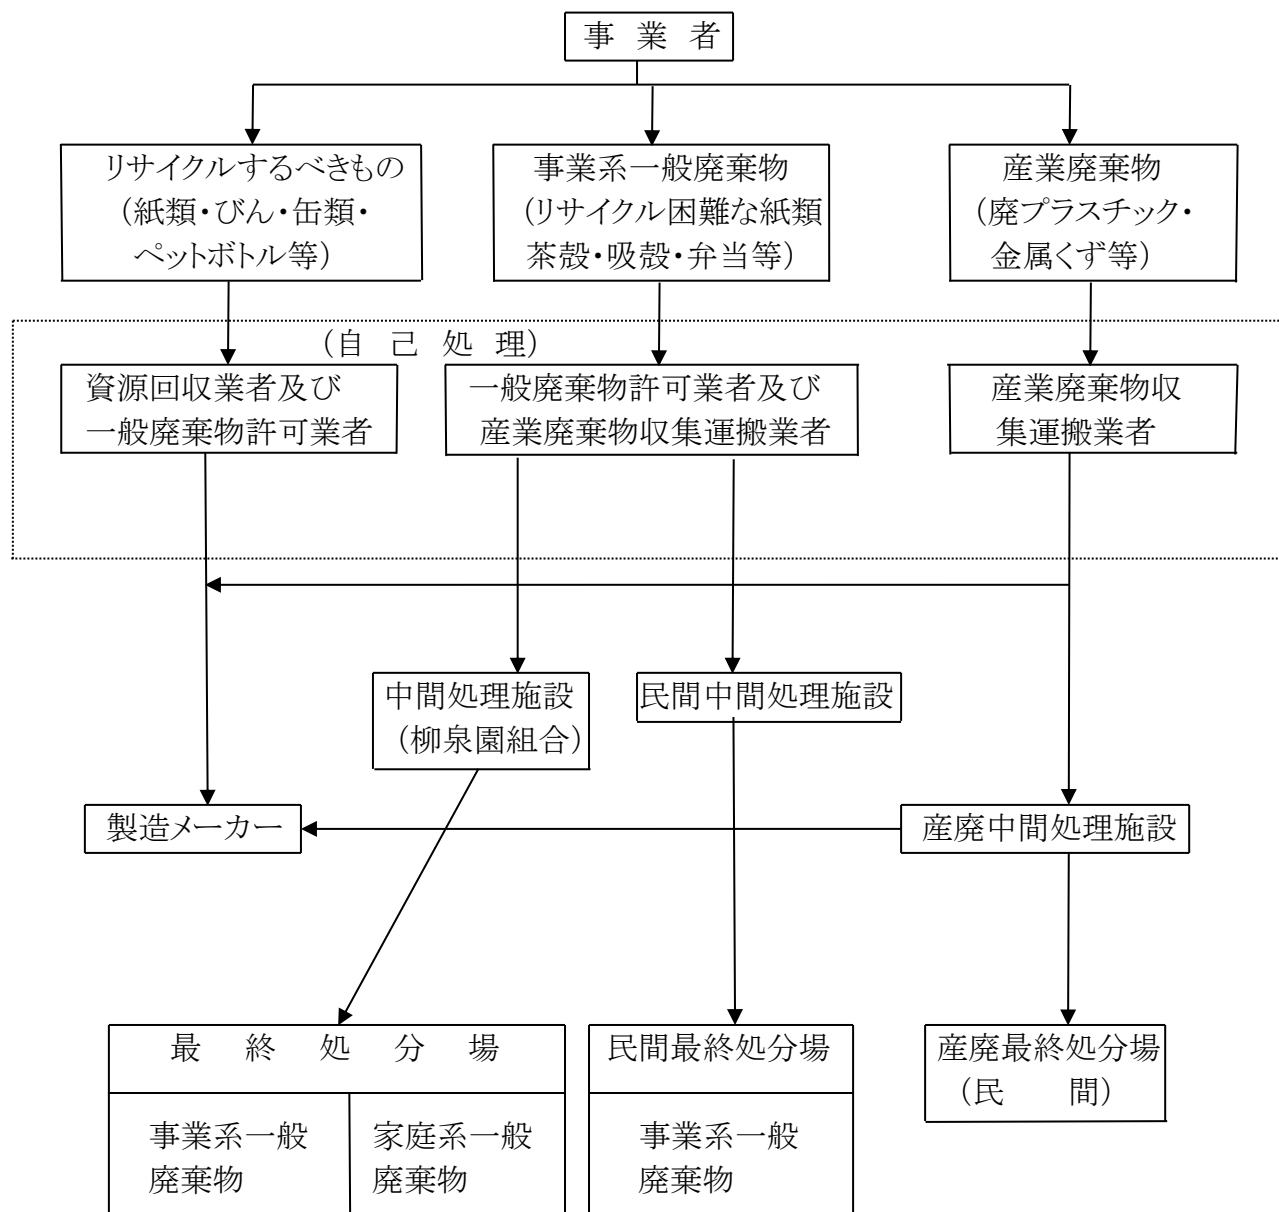 事 業 者
リサイクルするべきもの
（紙類・びん・缶類・
ペットボトル等）
事業系一般廃棄物
（リサイクル困難な紙類
茶殻・吸殻・弁当等）
産業廃棄物
（廃プラスチック・
金属くず等）
（自 己 処 理）
資源回収業者及び
一般廃棄物許可業者
一般廃棄物許可業者及び
産業廃棄物収集運搬業者
産業廃棄物収
集運搬業者
中間処理施設
（柳泉園組合）
民間中間処理施設
製造メーカー
産廃中間処理施設
最 終 処 分 場
事業系一般
廃棄物
家庭系一般
廃棄物
民間最終処分場
事業系一般
廃棄物
産廃最終処分場
（民 間）